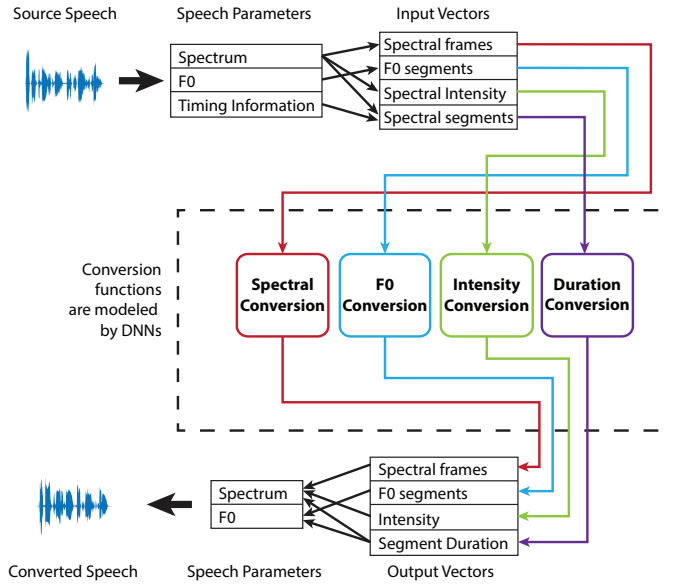 Source Speech
Speech Parameters
Input Vectors
Spectrum
F0
Timing Information
Spectral frames
F0 segments
Spectral Intensity
Spectral segments
Conversion
functions
are modeled
by DNNs
Spectral
Conversion
F0
Conversion
Intensity
Conversion
Duration
Conversion
Spectral frames
F0 segments
Intensity
Segment Duration
Spectrum
F0
Converted Speech
Speech Parameters
Output Vectors